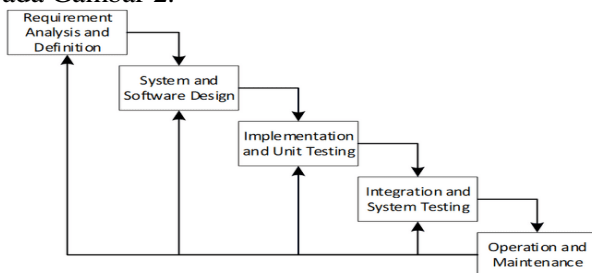 ada Gambar 2.
Requirement
Analysis and
Definition
System and
Software Design
Implementation
and Unit Testing
Integration and
System Testing
Operation and
Maintenance